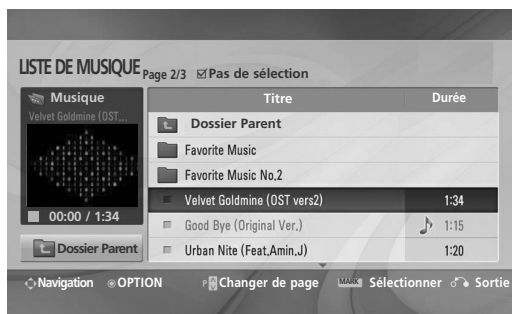 LISTE DE MUSIQUE Page 2/3 ☑Pas de sélection
Musique
Velvet Goldmine (OST...
00:00 / 1:34
Dossier Parent
Titre Durée
Dossier Parent
Favorite Music
Favorite Music No.2
Velvet Goldmine (OST vers2) 1:34
Good Bye (Original Ver.) 1:15
Urban Nite (Feat.Amin.J) 1:20
Navigation OPTION P Changer de page MARK Sélectionner Sortie